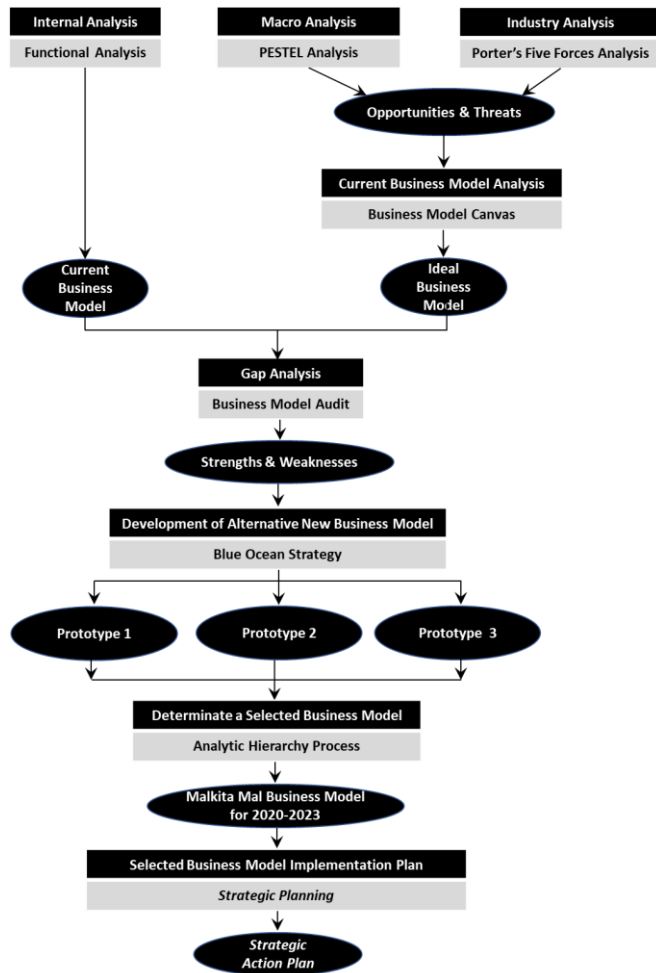 Internal Analysis
Macro Analysis
Industry Analysis
Functional Analysis
PESTEL Analysis
Porter's Five Forces Analysis
Opportunities & Threats
Current Business Model Analysis
Business Model Canvas
Current
Business
Model
Ideal
Business
Model
Gap Analysis
Business Model Audit
Strengths & Weaknesses
Development of Alternative New Business Model
Blue Ocean Strategy
Prototype 1
Prototype 2
Prototype 3
Determinate a Selected Business Model
Analytic Hierarchy Process
Malkita Mal Business Model
for 2020-2023
Selected Business Model Implementation Plan
Strategic Planning
Strategic
Action Plan